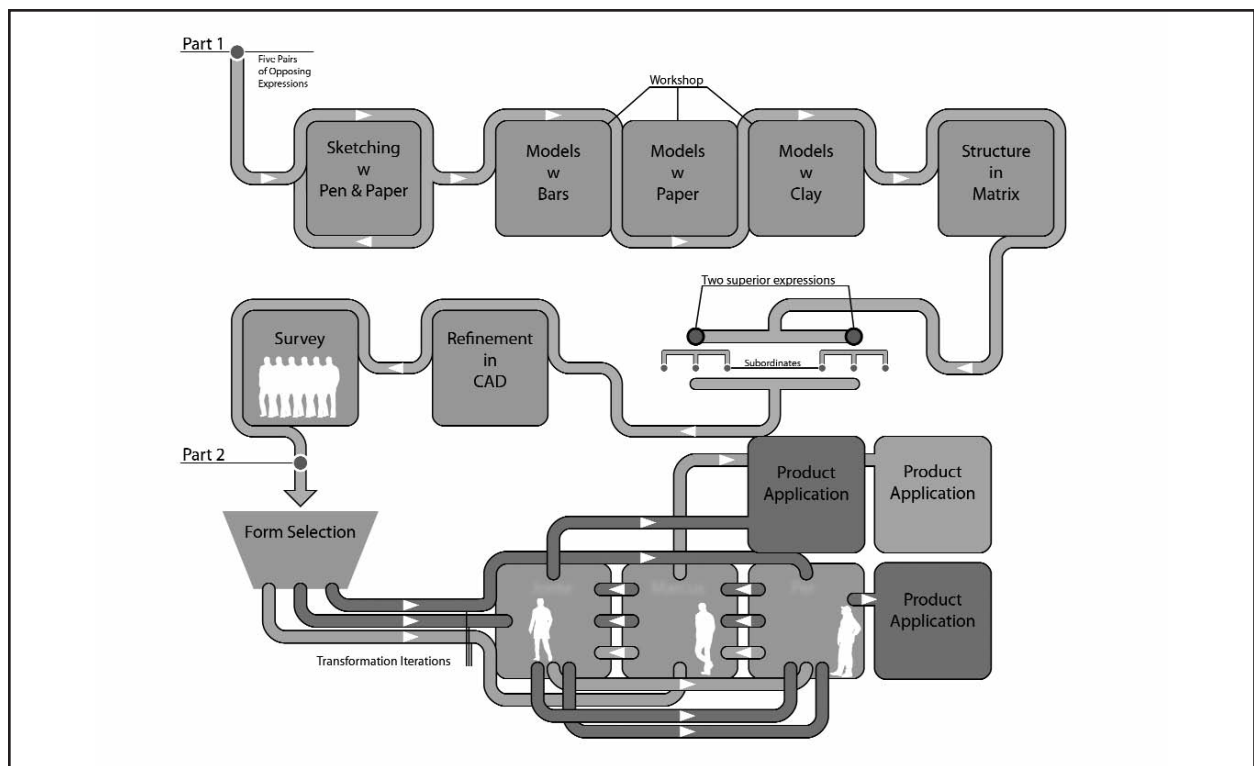 Part 1
Five Pairs
of Opposing
Expressions
Workshop
Sketching
w
Pen & Paper
Models
w
Bars
Models
w
Paper
Models
w
Clay
Structure
in
Matrix
Two superior expressions
Subordinates
Survey
Refinement
in
CAD
Part 2
Form Selection
Product
Application
Product
Application
Product
Application
Transformation Iterations